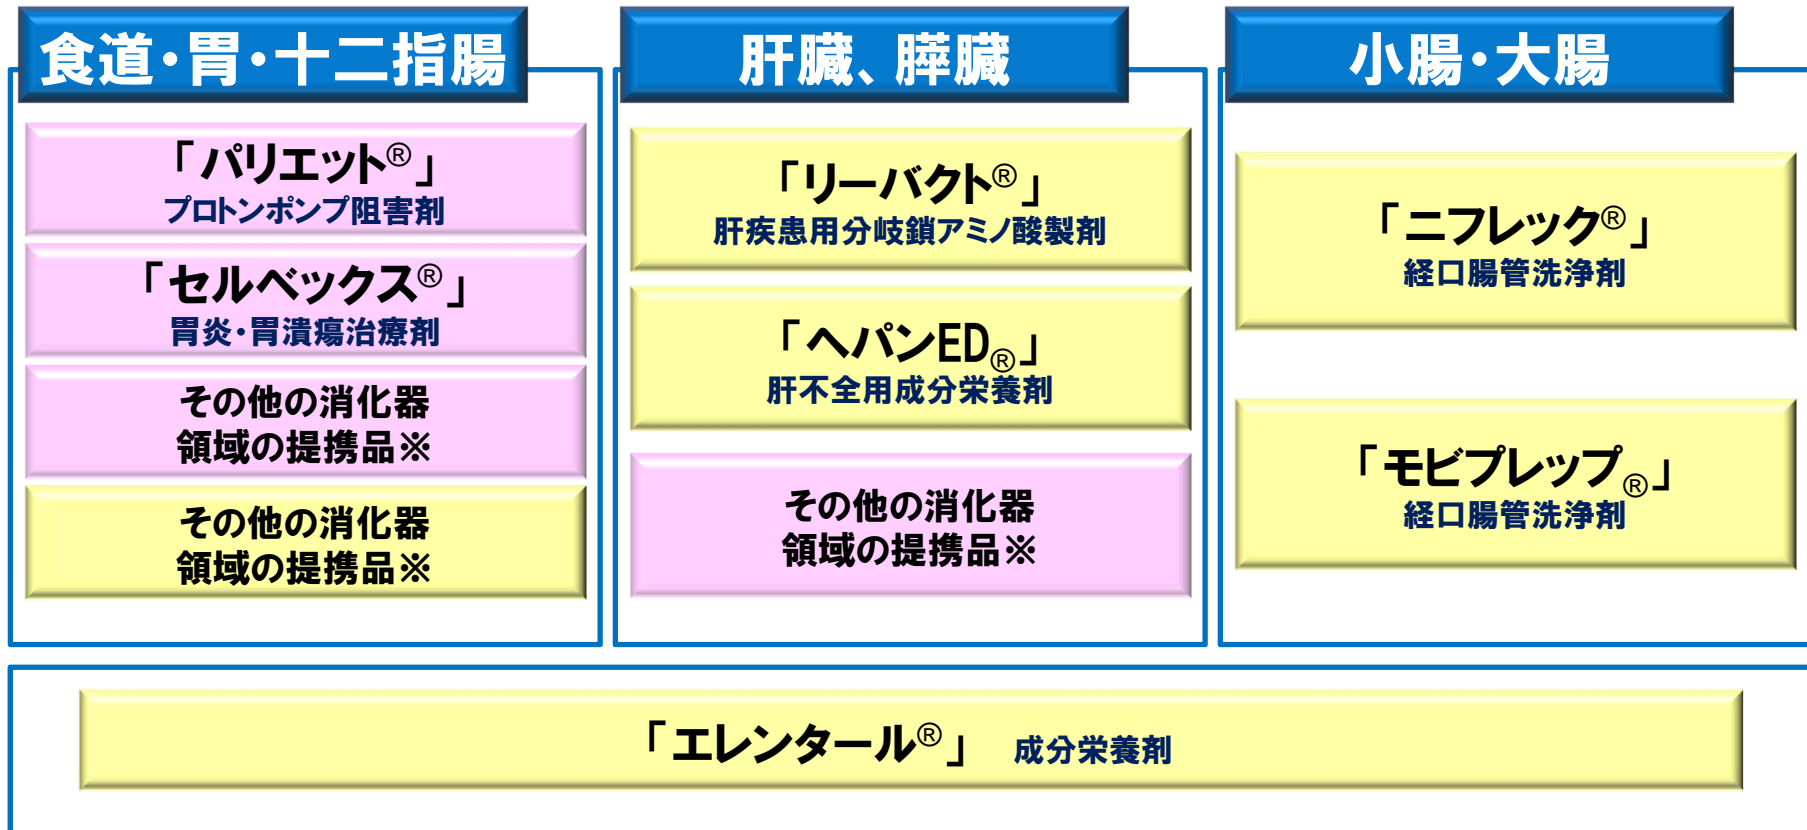 食道・胃・十二指腸
「パリエット®」
プロトンポンプ阻害剤
「セルベックス®」
胃炎・胃潰瘍治療剤
その他の消化器
領域の提携品※
その他の消化器
領域の提携品※
肝臓、膵臓
「リーバクト®」
肝疾患用分岐鎖アミノ酸製剤
「ヘパンED®」
肝不全用成分栄養剤
その他の消化器
領域の提携品※
小腸・大腸
「ニフレック®」
経口腸管洗浄剤
「モビプレップ®」
経口腸管洗浄剤
「エレンタール®」 成分栄養剤